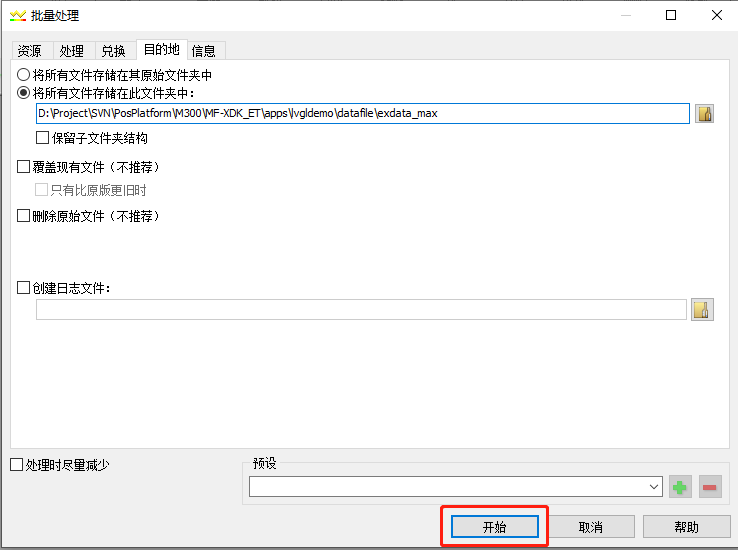 批量处理
资源 处理 兑换 目的地 信息
将所有文件存储在其原始文件夹中
将所有文件存储在此文件夹中：
D:\Project\SVN\PosPlatform\M300\MF-XDK_ET\apps\lvgldemo\datafile\exdata_max
保留子文件夹结构
覆盖现有文件（不推荐）
只有比原版更旧时
删除原始文件（不推荐）
创建日志文件：
处理时尽量减少
预设
开始 取消 帮助